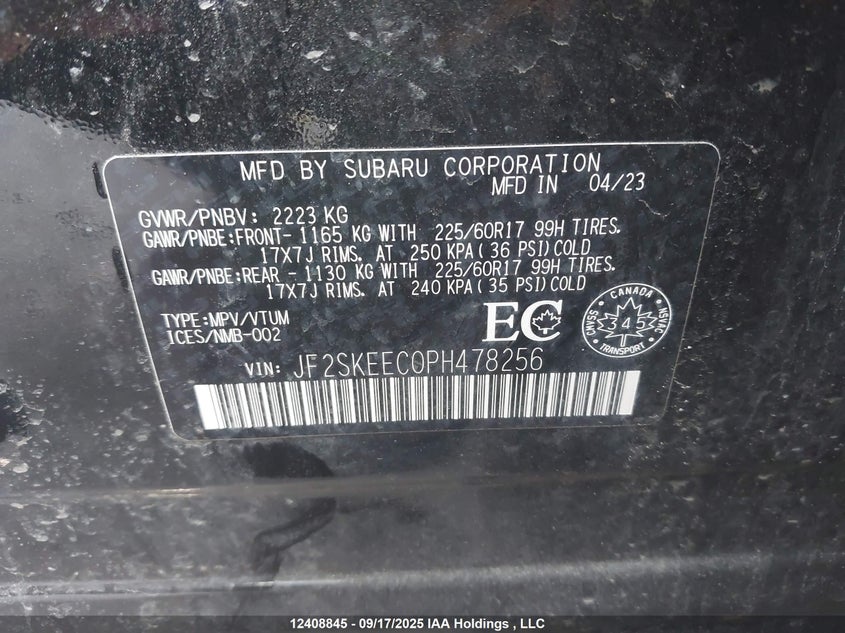 MFD BY SUBARU CORPORATION
MFD IN 04/23
GVWR/PNBV: 2223 KG
GAWR/PNBE:FRONT- 1165 KG WITH 225/60R17 99H TIRES.
17X7J RIMS. AT 250 KPA ( 36 PSI) COLD
GAWR/PNBE:REAR - 1130 KG WITH 225/60R17 99H TIRES.
17X7J RIMS. AT 240 KPA ( 35 PSI) COLD
TYPE:MPV/VTUM
ICES/NMB-002
EC
CANADA
CMVSS
345
NSVAC
TRANSPORT
VIN: JF2SKEEC0PH478256
12408845 - 09/17/2025 IAA Holdings , LLC